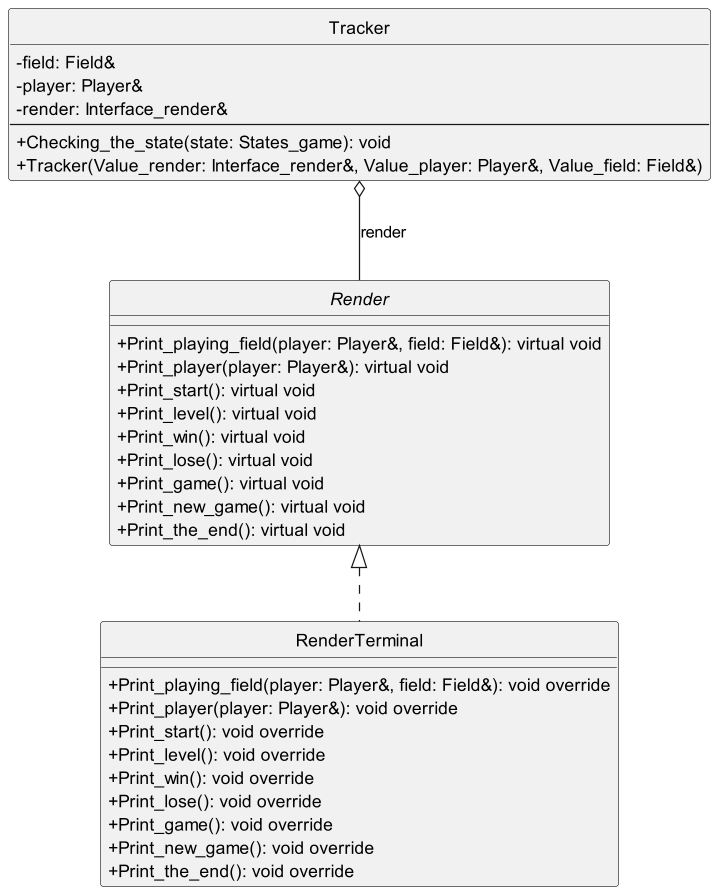 Tracker
-field: Field&
-player: Player&
-render: Interface_render&
+Checking_the_state(state: States_game): void
+Tracker(Value_render: Interface_render&, Value_player: Player&, Value_field: Field&)
render
Render
+Print_playing_field(player: Player&, field: Field&): virtual void
+Print_player(player: Player&): virtual void
+Print_start(): virtual void
+Print_level(): virtual void
+Print_win(): virtual void
+Print_lose(): virtual void
+Print_game(): virtual void
+Print_new_game(): virtual void
+Print_the_end(): virtual void
RenderTerminal
+Print_playing_field(player: Player&, field: Field&): void override
+Print_player(player: Player&): void override
+Print_start(): void override
+Print_level(): void override
+Print_win(): void override
+Print_lose(): void override
+Print_game(): void override
+Print_new_game(): void override
+Print_the_end(): void override